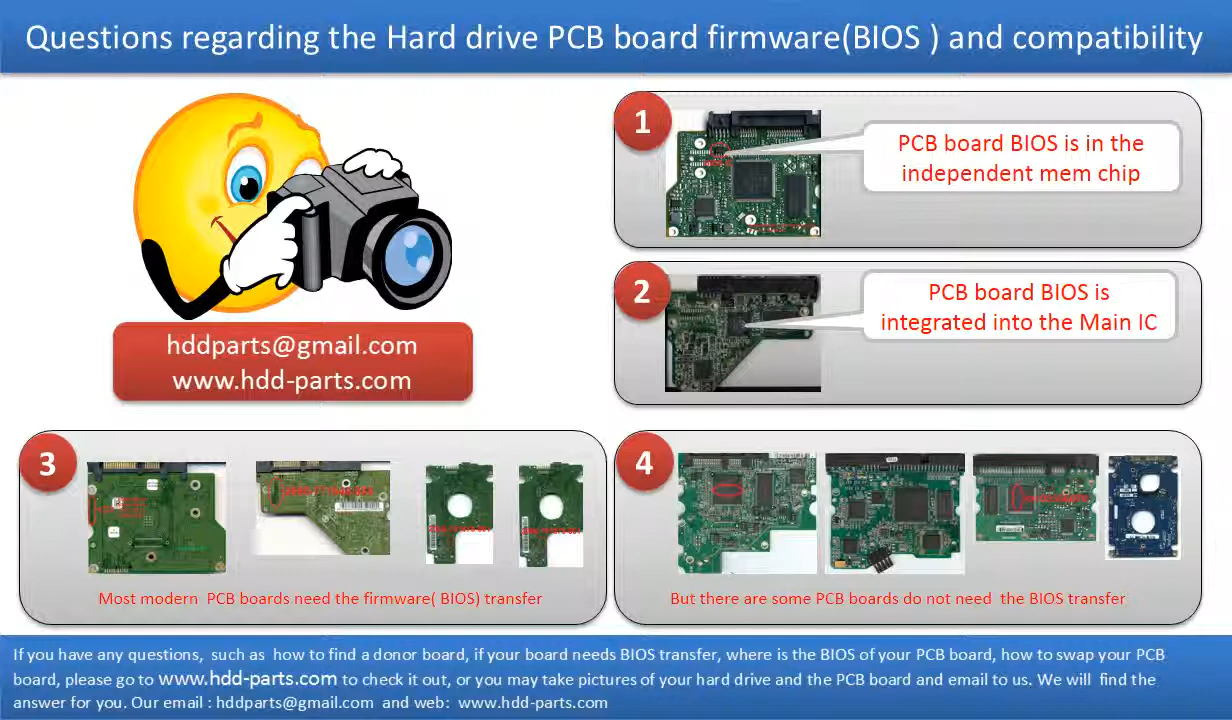 Questions regarding the Hard drive PCB board firmware(BIOS ) and compatibility
hddparts@gmail.com
www.hdd-parts.com
1
PCB board BIOS is in the
independent mem chip
2
PCB board BIOS is
integrated into the Main IC
3
Most modern PCB boards need the firmware( BIOS) transfer
4
But there are some PCB boards do not need the BIOS transfer
If you have any questions, such as how to find a donor board, if your board needs BIOS transfer, where is the BIOS of your PCB board, how to swap your PCB
board, please go to www.hdd-parts.com to check it out, or you may take pictures of your hard drive and the PCB board and email to us. We will find the
answer for you. Our email : hddparts@gmail.com and web: www.hdd-parts.com